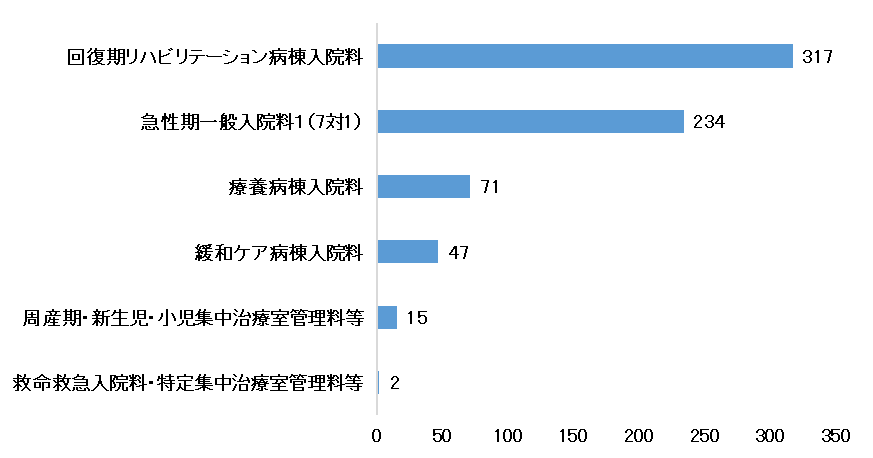 回復期リハビリテーション病棟入院料 317
急性期一般入院料1(7対1) 234
療養病棟入院料 71
緩和ケア病棟入院料 47
周産期・新生児・小児集中治療室管理料等 15
救命救急入院料・特定集中治療室管理料等 2
0 50 100 150 200 250 300 350